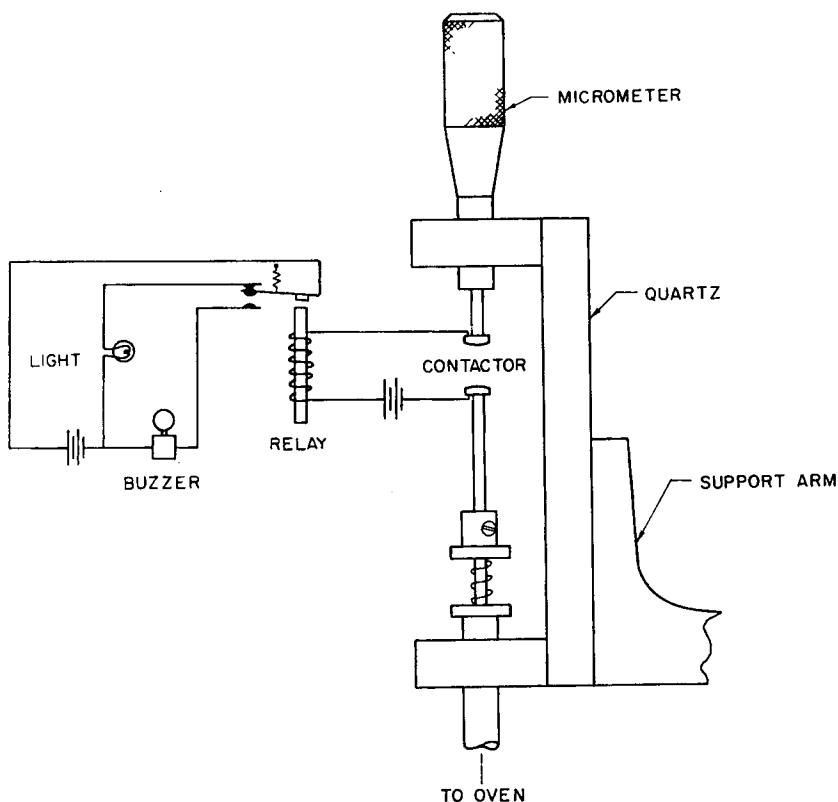 MICROMETER
QUARTZ
LIGHT
CONTACTOR
RELAY
BUZZER
SUPPORT ARM
TO OVEN